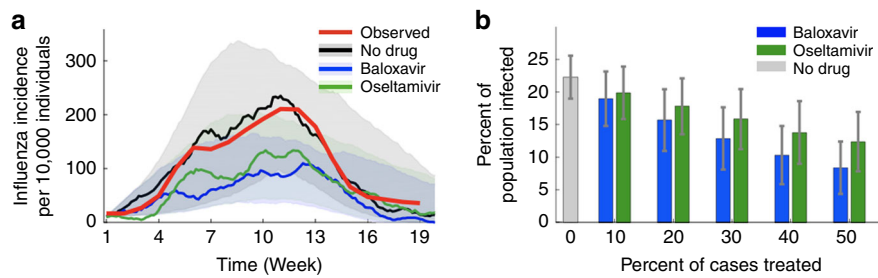 a
Influenza incidence
per 10,000 individuals
300
200
100
0
1 4 7 10 13 16 19
Time (Week)
Observed
No drug
Baloxavir
Oseltamivir
b
Percent of
population infected
25
20
15
10
5
0
0 10 20 30 40 50
Percent of cases treated
Baloxavir
Oseltamivir
No drug